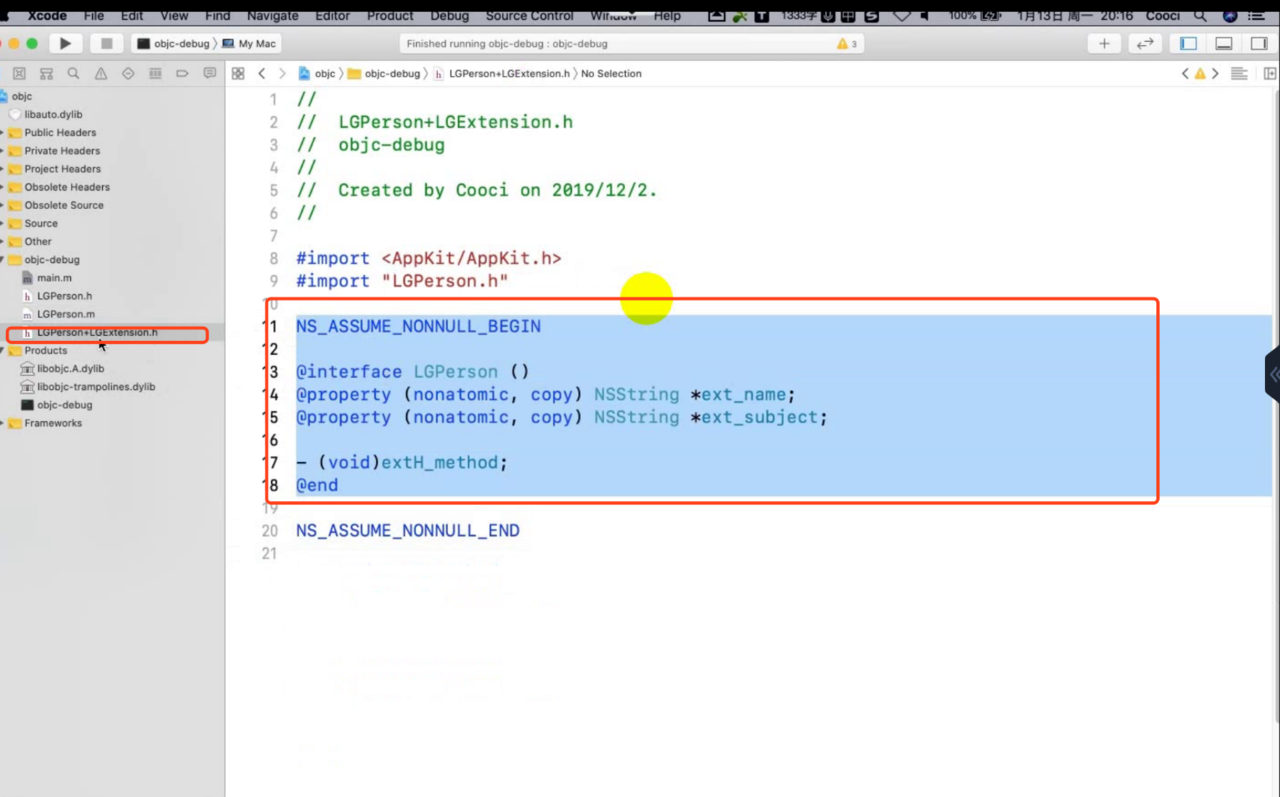 Xcode File Edit View Find Navigate Editor Product Debug Source Control Window Help 1333字 100% 1月13日 周一 20:16 Cooci
objc-debug My Mac
Finished running objc-debug : objc-debug
3
objc objc-debug LGPerson+LGExtension.h No Selection
objc
libauto.dylib
Public Headers
Private Headers
Project Headers
Obsolete Headers
Obsolete Source
Source
Other
objc-debug
main.m
LGPerson.h
LGPerson.m
LGPerson+LGExtension.h
Products
libobjc.A.dylib
libobjc-trampolines.dylib
objc-debug
Frameworks
1 //
2 // LGPerson+LGExtension.h
3 // objc-debug
4 //
5 // Created by Cooci on 2019/12/2.
6 //
7
8 #import <AppKit/AppKit.h>
9 #import "LGPerson.h"
10
11 NS_ASSUME_NONNULL_BEGIN
12
13 @interface LGPerson ()
14 @property (nonatomic, copy) NSString *ext_name;
15 @property (nonatomic, copy) NSString *ext_subject;
16
17 - (void)extH_method;
18 @end
19
20 NS_ASSUME_NONNULL_END
21